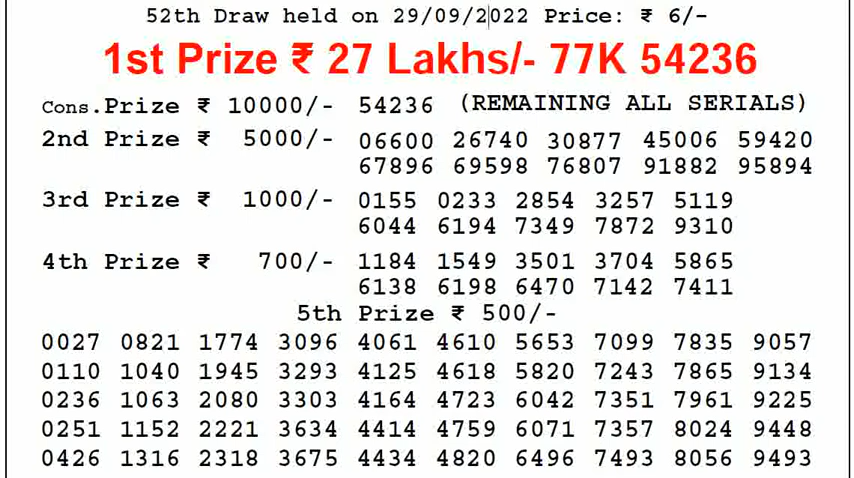 52th Draw held on 29/09/2022 Price: ₹ 6/-
1st Prize ₹ 27 Lakhs/- 77K 54236
Cons.Prize ₹ 10000/- 54236 (REMAINING ALL SERIALS)
2nd Prize ₹ 5000/- 06600 26740 30877 45006 59420
67896 69598 76807 91882 95894
3rd Prize ₹ 1000/- 0155 0233 2854 3257 5119
6044 6194 7349 7872 9310
4th Prize ₹ 700/- 1184 1549 3501 3704 5865
6138 6198 6470 7142 7411
5th Prize ₹ 500/-
0027 0821 1774 3096 4061 4610 5653 7099 7835 9057
0110 1040 1945 3293 4125 4618 5820 7243 7865 9134
0236 1063 2080 3303 4164 4723 6042 7351 7961 9225
0251 1152 2221 3634 4414 4759 6071 7357 8024 9448
0426 1316 2318 3675 4434 4820 6496 7493 8056 9493